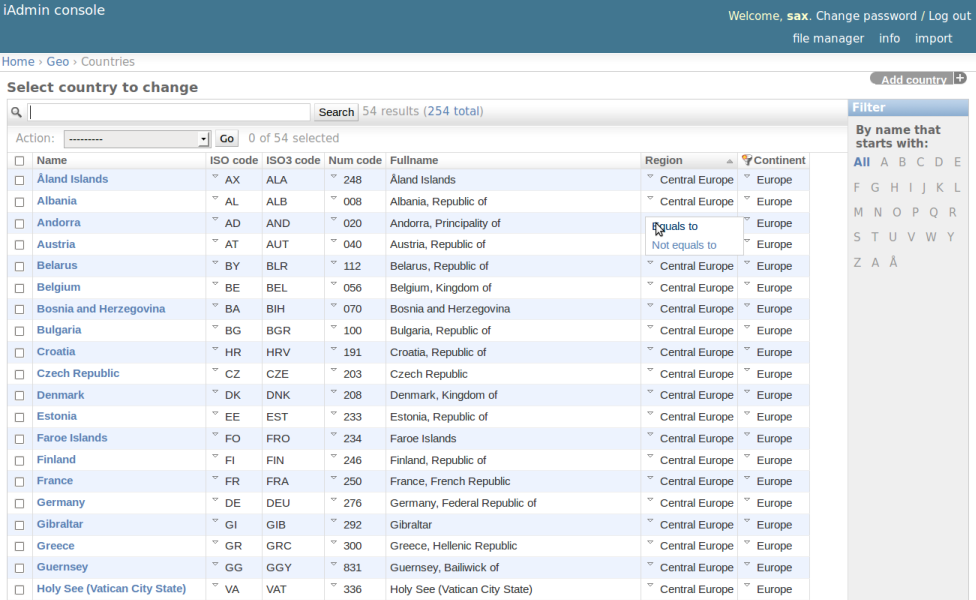 iAdmin console
Welcome, sax. Change password / Log out
file manager info import
Home › Geo › Countries
Select country to change
Add country +
Search 54 results (254 total)
Action: --------- Go 0 of 54 selected
Name ISO code ISO3 code Num code Fullname Region Continent
Åland Islands AX ALA 248 Åland Islands Central Europe Europe
Albania AL ALB 008 Albania, Republic of Central Europe Europe
Andorra AD AND 020 Andorra, Principality of Europe
Equals to
Austria AT AUT 040 Austria, Republic of Europe
Not equals to
Belarus BY BLR 112 Belarus, Republic of Central Europe Europe
Belgium BE BEL 056 Belgium, Kingdom of Central Europe Europe
Bosnia and Herzegovina BA BIH 070 Bosnia and Herzegovina Central Europe Europe
Bulgaria BG BGR 100 Bulgaria, Republic of Central Europe Europe
Croatia HR HRV 191 Croatia, Republic of Central Europe Europe
Czech Republic CZ CZE 203 Czech Republic Central Europe Europe
Denmark DK DNK 208 Denmark, Kingdom of Central Europe Europe
Estonia EE EST 233 Estonia, Republic of Central Europe Europe
Faroe Islands FO FRO 234 Faroe Islands Central Europe Europe
Finland FI FIN 246 Finland, Republic of Central Europe Europe
France FR FRA 250 France, French Republic Central Europe Europe
Germany DE DEU 276 Germany, Federal Republic of Central Europe Europe
Gibraltar GI GIB 292 Gibraltar Central Europe Europe
Greece GR GRC 300 Greece, Hellenic Republic Central Europe Europe
Guernsey GG GGY 831 Guernsey, Bailiwick of Central Europe Europe
Holy See (Vatican City State) VA VAT 336 Holy See (Vatican City State) Central Europe Europe
Filter
By name that
starts with:
All A B C D E
F G H I J K L
M N O P Q R
S T U V W Y
Z A Å